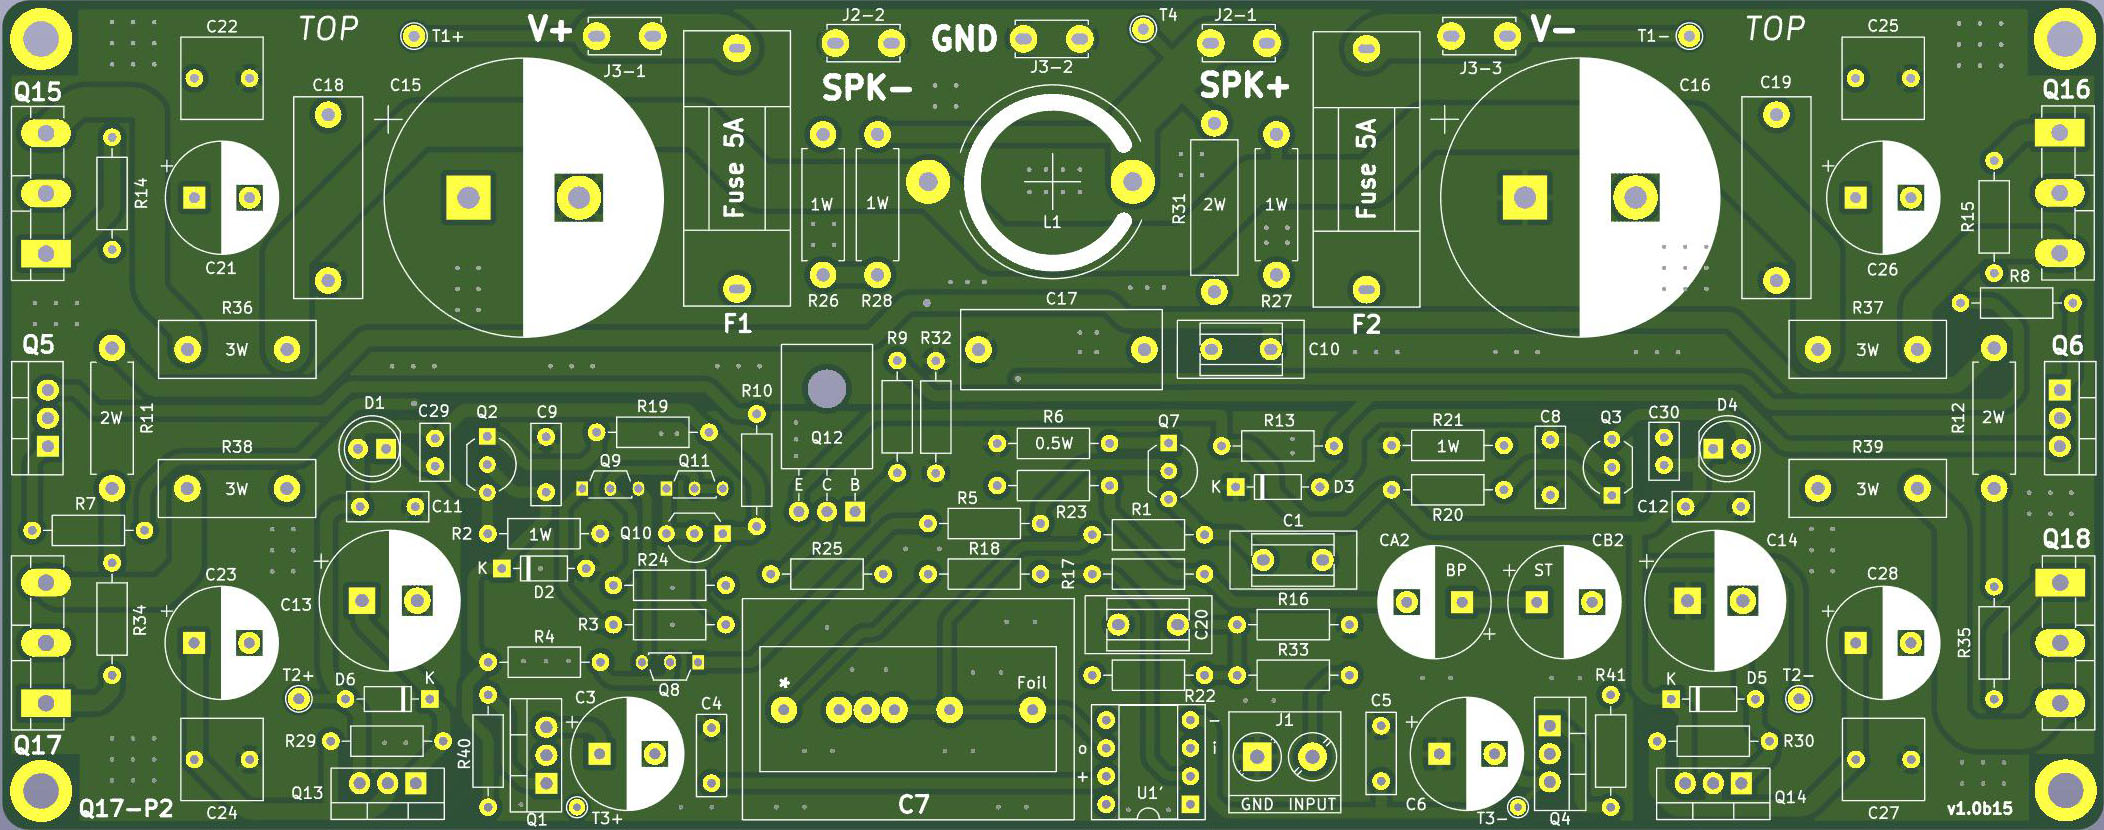 TOP
C22
T1+
V+
J3-1
J2-2
GND
J3-2
T4
J2-1
V-
T1-
TOP
C25
J3-3
SPK-
SPK+
Q15
C18
C15
C16
C19
Q16
R14
Fuse 5A
1W
1W
L1
R31
2W
1W
Fuse 5A
R15
C21
C26
R8
R26
R28
C17
R27
R36
F1
F2
R37
Q5
3W
R9
R32
C10
3W
Q6
D1
C29
Q2
C9
R19
R10
2W
R11
Q12
R6
0.5W
Q7
R13
R21
1W
C8
Q3
C30
D4
R12
2W
R38
3W
Q9
Q11
E
C
B
K
D3
R39
3W
R7
C11
R2
1W
Q10
R5
R23
R1
R20
C12
C1
CA2
CB2
C14
Q18
K
D2
R24
R25
R18
R17
BP
ST
C23
C13
C28
R34
R3
R16
C20
R35
R4
Q8
R33
T2+
D6
K
*
Foil
R22
R41
K
D5
T2-
C3
C4
J1
C5
Q17
R29
R40
o
+
-
i
R30
Q13
U1'
GND
INPUT
C6
Q14
Q17-P2
C24
Q1
T3+
C7
T3-
Q4
C27
v1.0b15